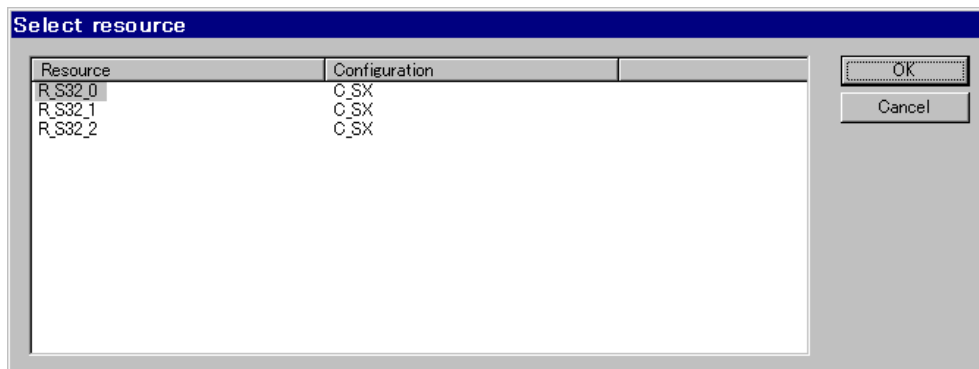 Select resource
Resource Configuration
OK
R_S32_0 C_SX
R_S32_1 C_SX
Cancel
R_S32_2 C_SX